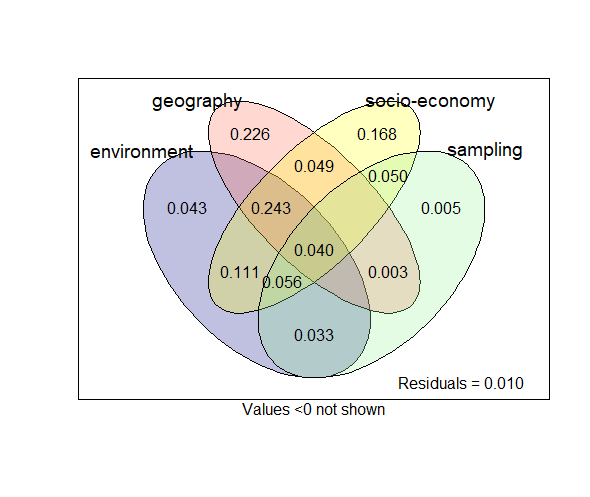 geography
socio-economy
environment
sampling
0.226
0.168
0.049
0.050
0.043
0.243
0.005
0.040
0.111
0.056
0.003
0.033
Residuals = 0.010
Values <0 not shown